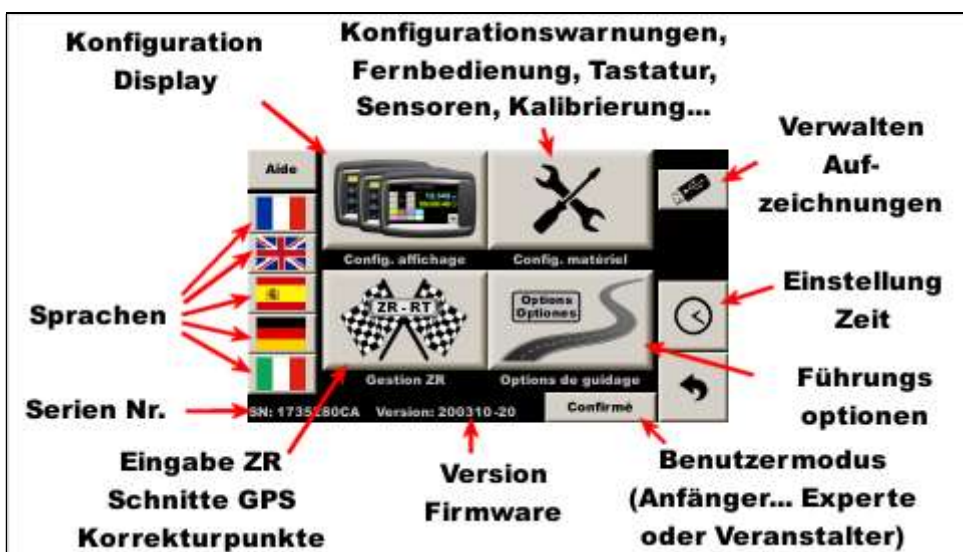 Konfiguration
Display
Konfigurationswarnungen,
Fernbedienung, Tastatur,
Sensoren, Kalibrierung...
Verwalten
Auf-
zeichnungen
Aide
Config. affichage
Config. matériel
Sprachen
Einstellung
Zeit
ZR - RT
Options
Optiones
Gestion ZR
Options de guidage
Führungs
optionen
Serien Nr.
Version: 200310-20
Confirmé
Eingabe ZR
Schnitte GPS
Korrekturpunkte
Version
Firmware
Benutzermodus
(Anfänger... Experte
oder Veranstalter)